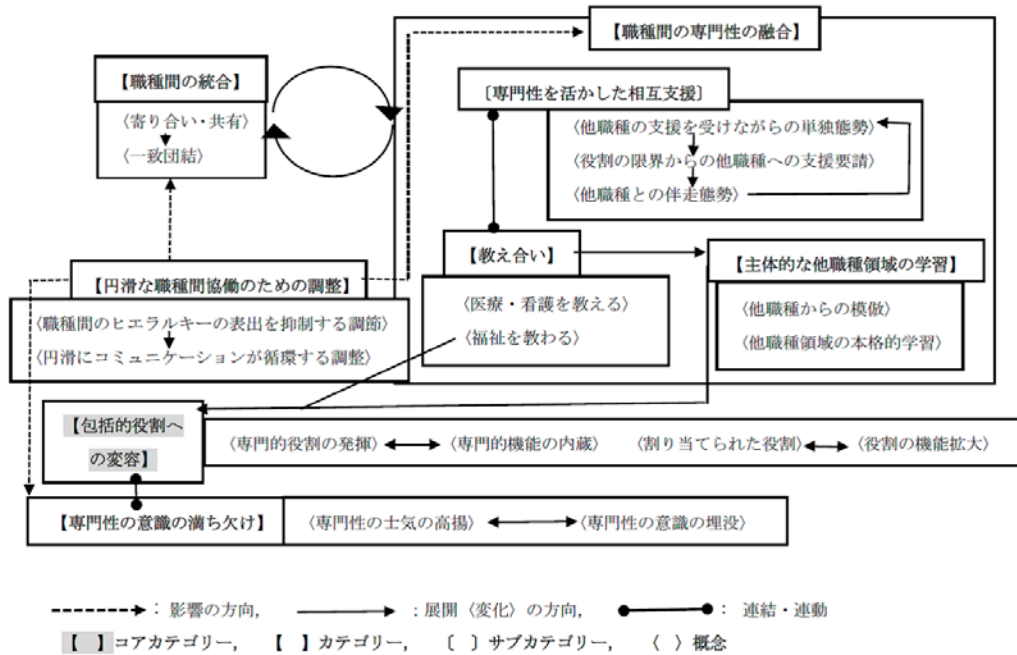 【職種間の専門性の融合】
【職種間の統合】
〈寄り合い・共有〉
〈一致団結〉
〔専門性を活かした相互支援〕
〈他職種の支援を受けながらの単独態勢〉
〈役割の限界からの他職種への支援要請〉
〈他職種との伴走態勢〉
【教え合い】
〈医療・看護を教える〉
〈福祉を教わる〉
【主体的な他職種領域の学習】
〈他職種からの模倣〉
〈他職種領域の本格的学習〉
【円滑な職種間協働のための調整】
〈職種間のヒエラルキーの表出を抑制する調節〉
〈円滑にコミュニケーションが循環する調整〉
【包括的役割へ
の変容】
〈専門的役割の発揮〉 〈専門的機能の内蔵〉 〈割り当てられた役割〉 〈役割の機能拡大〉
【専門性の意識の満ち欠け】
〈専門性の士気の高揚〉 〈専門性の意識の埋没〉
：影響の方向， ：展開〈変化〉の方向， ： 連結・連動
【 】コアカテゴリー， 【 】カテゴリー， 〔 〕サブカテゴリー， 〈 〉概念